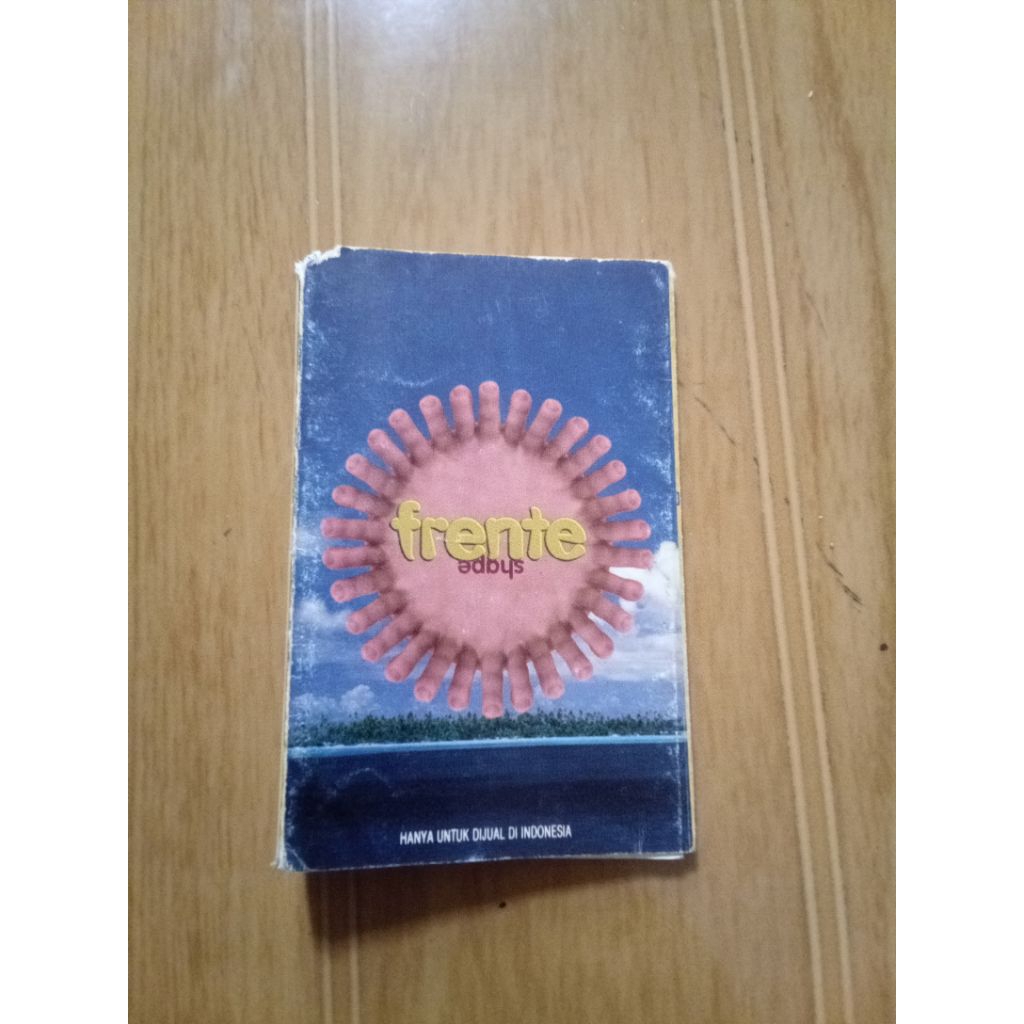 frente
shape
HANYA UNTUK DIJUAL DI INDONESIA